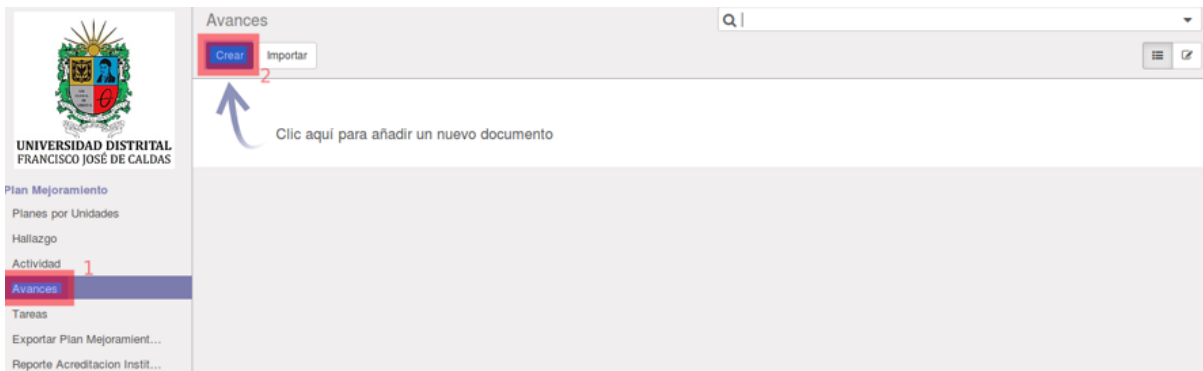 UNIVERSIDAD DISTRITAL
FRANCISCO JOSÉ DE CALDAS
Plan Mejoramiento
Planes por Unidades
Hallazgo
Actividad
1
Avances
Tareas
Exportar Plan Mejoramient...
Reporte Acreditacion Instit...
Avances
Crear
Importar
2
Clic aquí para añadir un nuevo documento